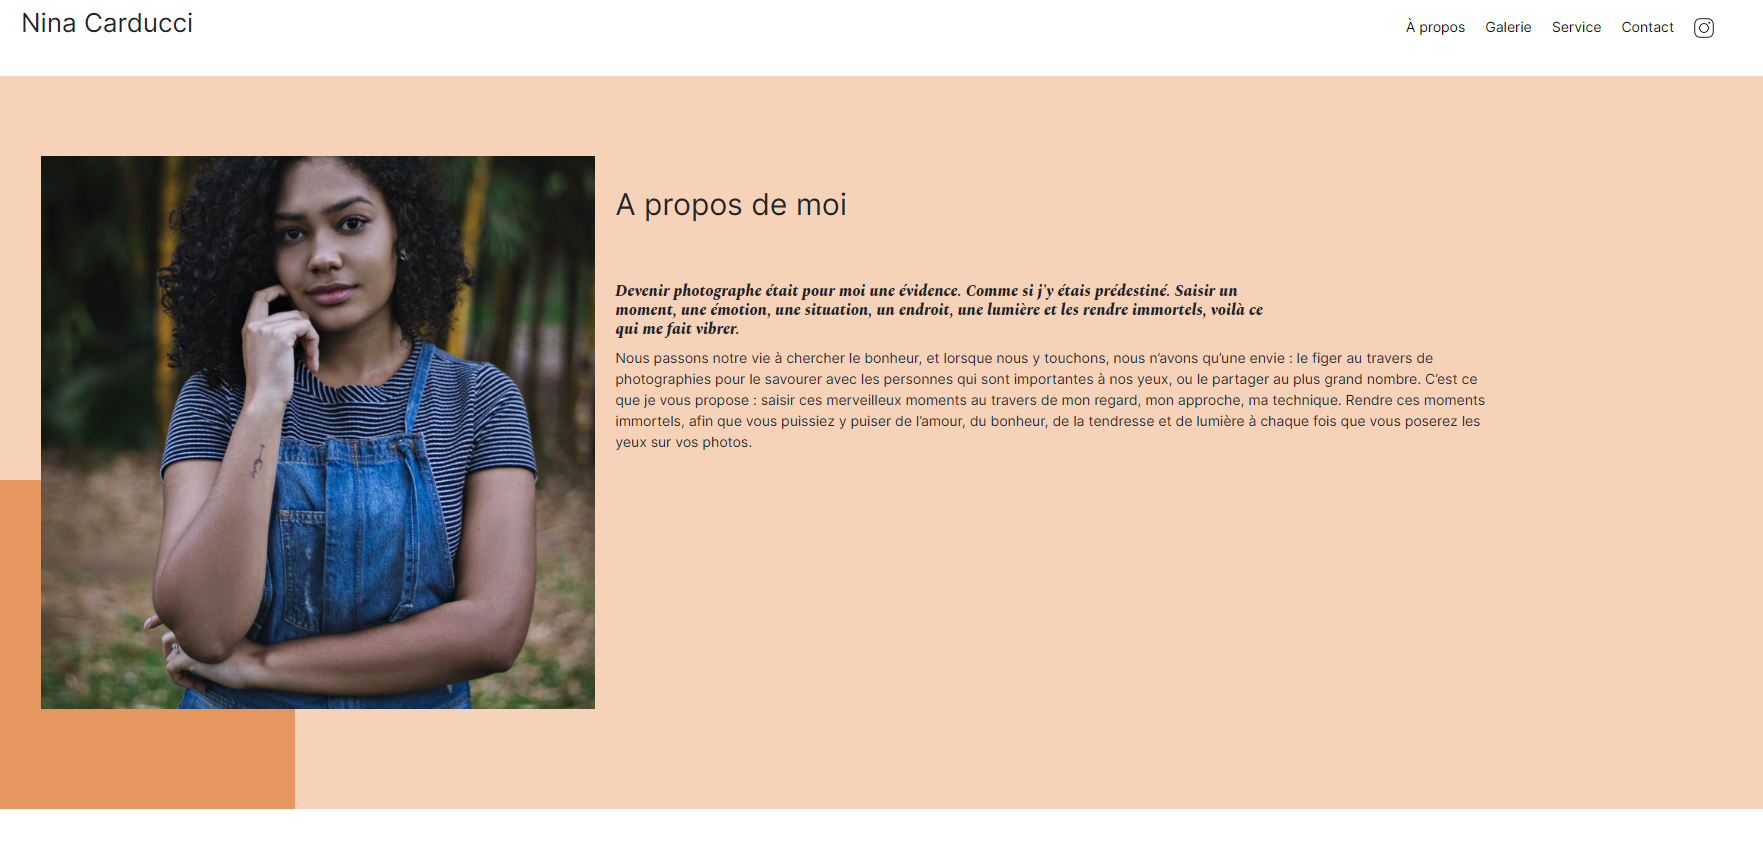 Nina Carducci
À propos
Galerie
Service
Contact
A propos de moi
Devenir photographe était pour moi une évidence. Comme si j'y étais prédestiné. Saisir un
moment, une émotion, une situation, un endroit, une lumière et les rendre immortels, voilà ce
qui me fait vibrer.
Nous passons notre vie à chercher le bonheur, et lorsque nous y touchons, nous n’avons qu’une envie : le figer au travers de
photographies pour le savourer avec les personnes qui sont importantes à nos yeux, ou le partager au plus grand nombre. C’est ce
que je vous propose : saisir ces merveilleux moments au travers de mon regard, mon approche, ma technique. Rendre ces moments
immortels, afin que vous puissiez y puiser de l’amour, du bonheur, de la tendresse et de lumière à chaque fois que vous poserez les
yeux sur vos photos.